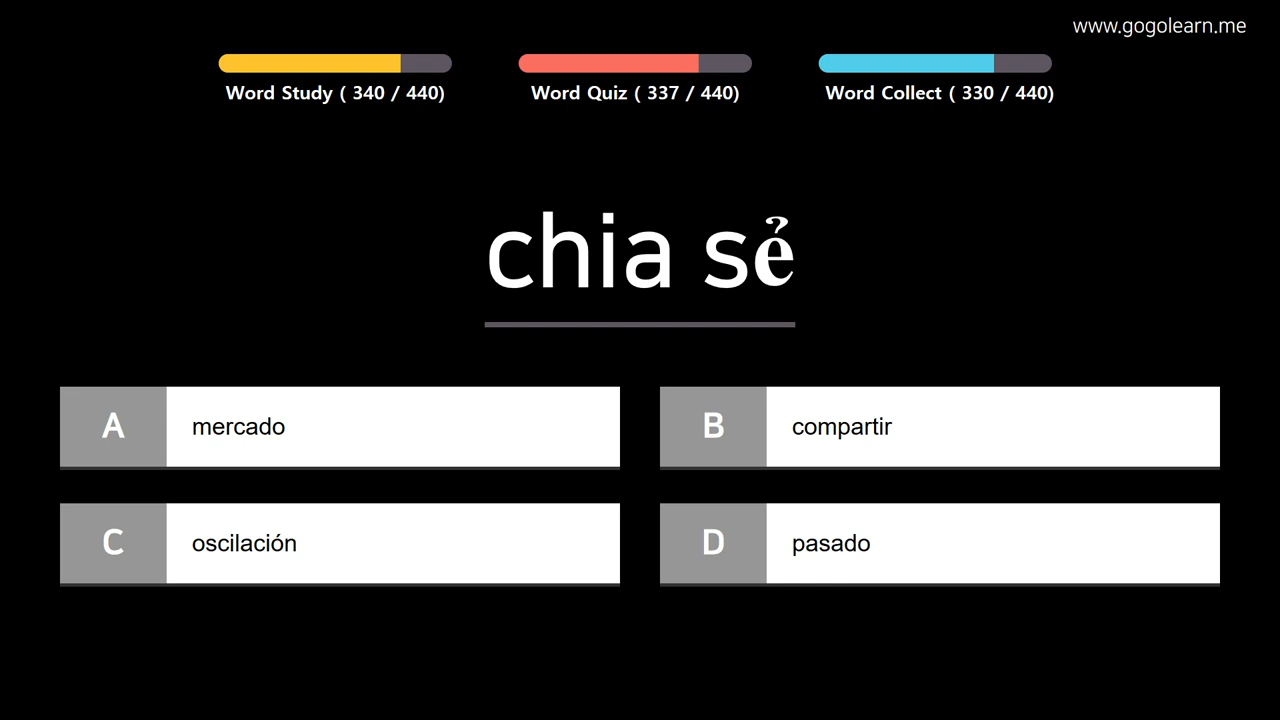 www.gogolearn.me
Word Study ( 340 / 440)
Word Quiz ( 337 / 440)
Word Collect ( 330 / 440)
chia sẻ
A mercado
B compartir
C oscilación
D pasado